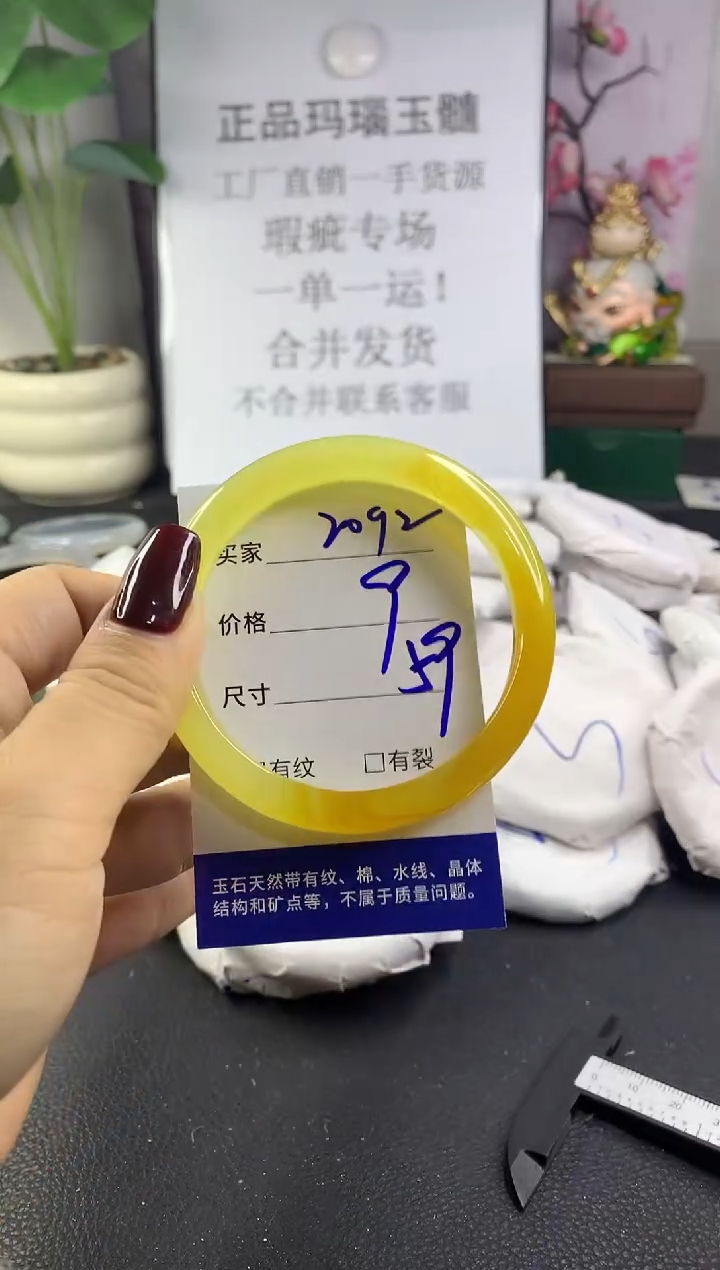 正品玛瑙玉髓
工厂直销一手货源
瑕疵专场
一单一运！
合并发货
不合并联系客服
买家 2092
价格 9
尺寸 59
有纹 □有裂
玉石天然带有纹、棉、水线、晶体
结构和矿点等，不属于质量问题。
0 10 20